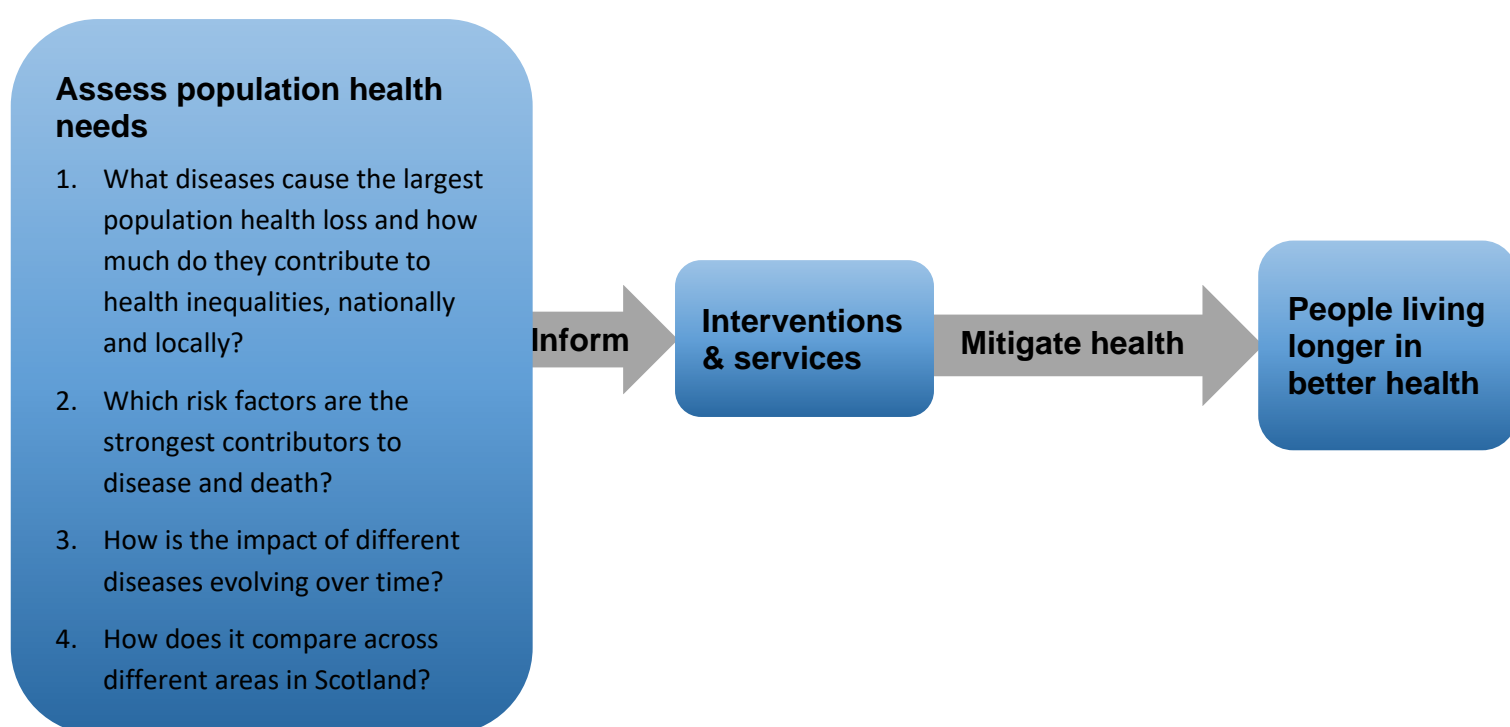 Assess population health
needs
1. What diseases cause the largest
population health loss and how
much do they contribute to
health inequalities, nationally
and locally?
2. Which risk factors are the
strongest contributors to
disease and death?
3. How is the impact of different
diseases evolving over time?
4. How does it compare across
different areas in Scotland?
Inform
Interventions
& services
Mitigate health
People living
longer in
better health